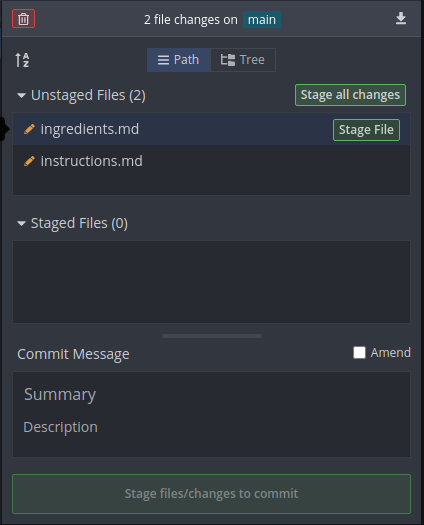 2 file changes on main
Path
Tree
Unstaged Files (2)
Stage all changes
ingredients.md
Stage File
instructions.md
Staged Files (0)
Commit Message
Amend
Summary
Description
Stage files/changes to commit